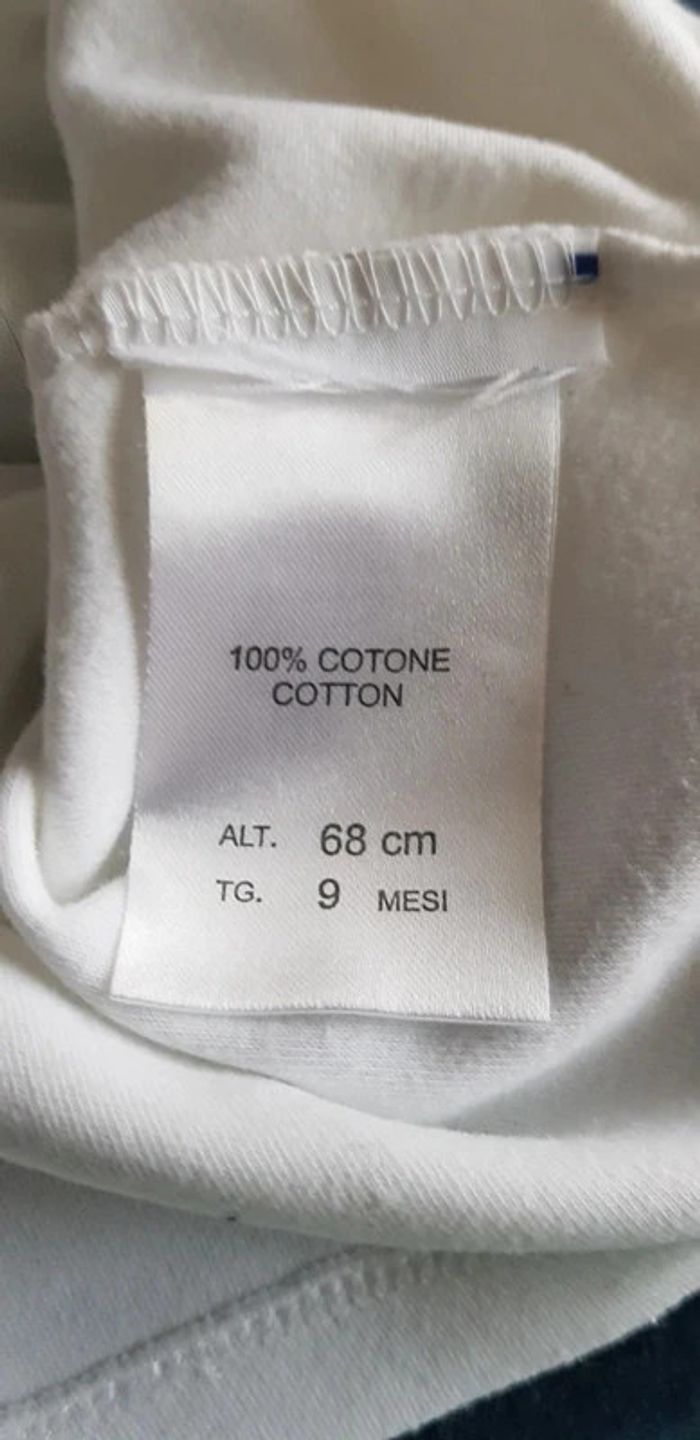 100% COTONE
COTTON
ALT. 68 cm
TG. 9 MESI